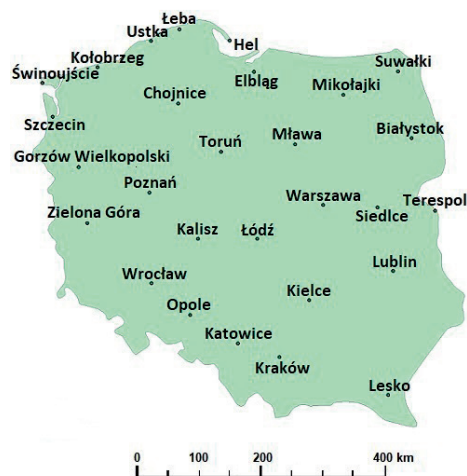 Łeba
Ustka
Hel
Kołobrzeg
Suwałki
Świnoujście
Elbląg
Mikołajki
Chojnice
Szczecin
Białystok
Mława
Toruń
Gorzów Wielkopolski
Poznań
Warszawa
Terespol
Zielona Góra
Siedlce
Kalisz
Łódź
Lublin
Wrocław
Kielce
Opole
Katowice
Kraków
Lesko
0 100 200 400 km